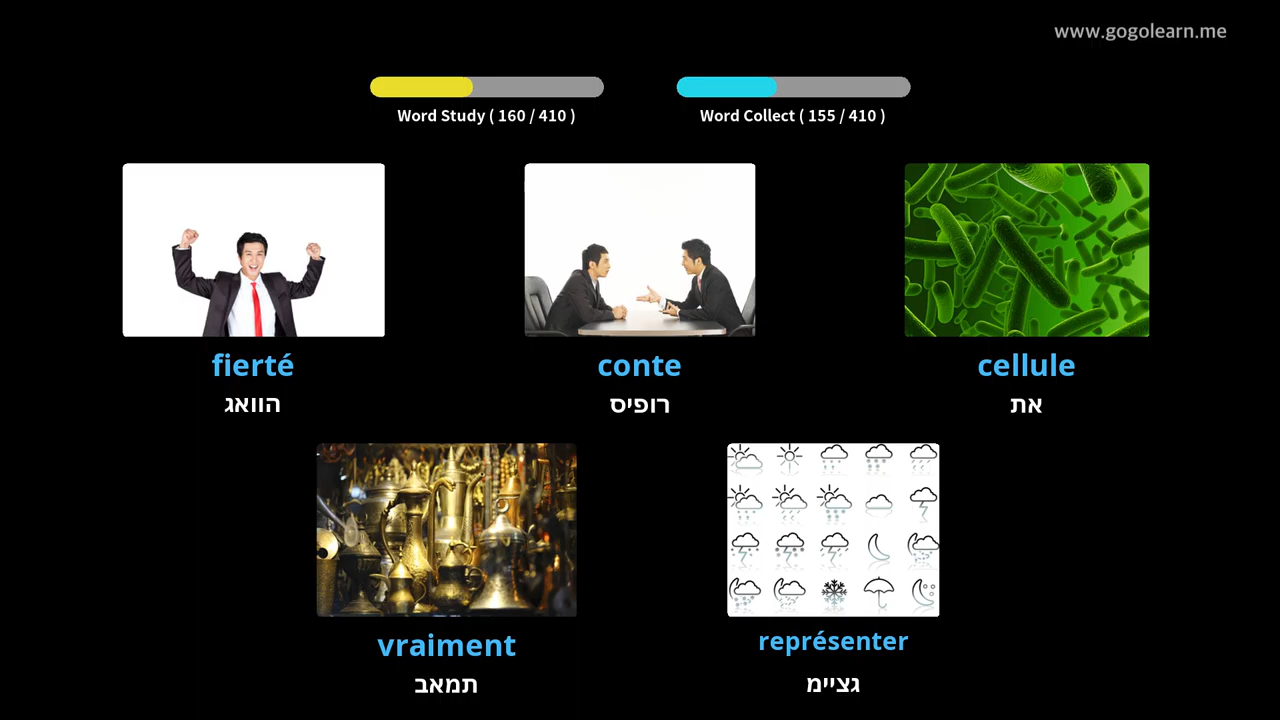 www.gogolearn.me
Word Study ( 160 / 410 )
Word Collect ( 155 / 410 )
fierté
הוואג
conte
רופיס
cellule
את
vraiment
תמאב
représenter
גציימ